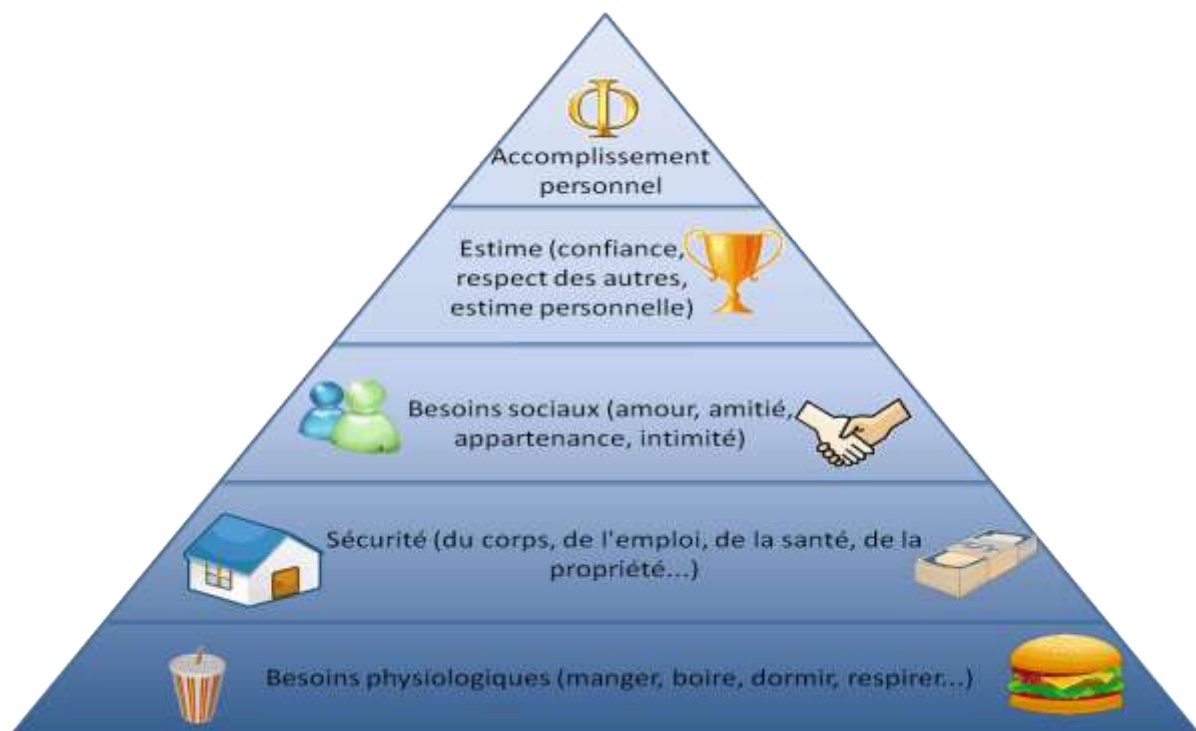 Φ
Accomplissement
personnel
Estime (confiance,
respect des autres,
estime personnelle)
Besoins sociaux (amour, amitié,
appartenance, intimité)
Sécurité (du corps, de l'emploi, de la santé, de la
propriété...)
Besoins physiologiques (manger, boire, dormir, respirer...)